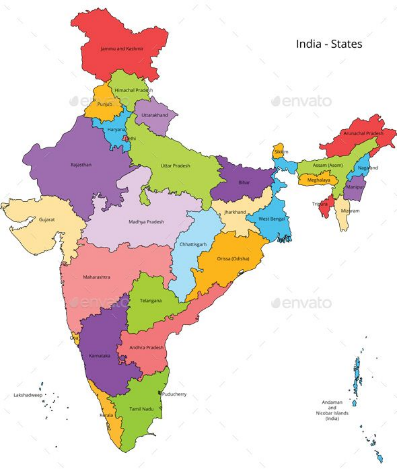 India - States
Jammu and Kashmir
envato
envato
Himachal Pradesh
Punjab
Uttarakhand
Haryana
Delhi
Arunachal Pradesh
Sikkim
Rajasthan
Uttar Pradesh
Assam (Asom)
Nagaland
Meghalaya
Bihar
Manipur
Tripura
Mizoram
Gujarat
Madhya Pradesh
Jharkhand
West Bengal
Chhattisgarh
Orissa (Odisha)
Maharashtra
envato
envato
Telangana
Goa
Andhra Pradesh
Karnataka
Lakshadweep
Puducherry
Kerala
Tamil Nadu
Andaman
and
Nicobar Islands
(India)